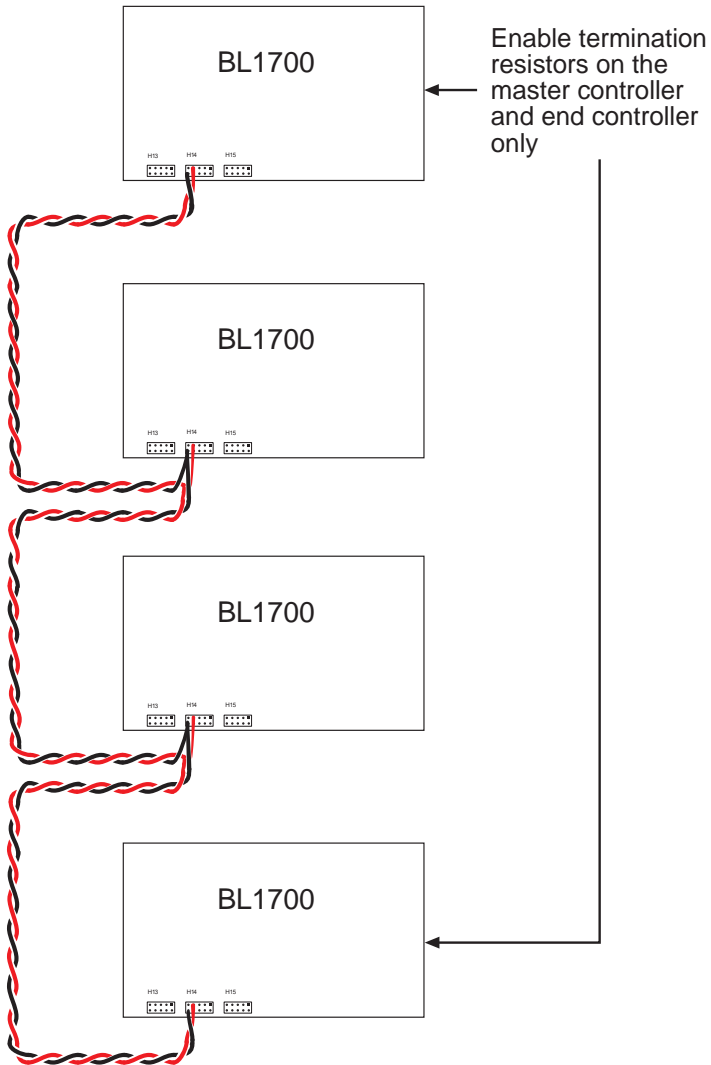 BL1700
Enable termination
resistors on the
master controller
and end controller
only
H13 H14 H15
BL1700
H13 H14 H15
BL1700
H13 H14 H15
BL1700
H13 H14 H15